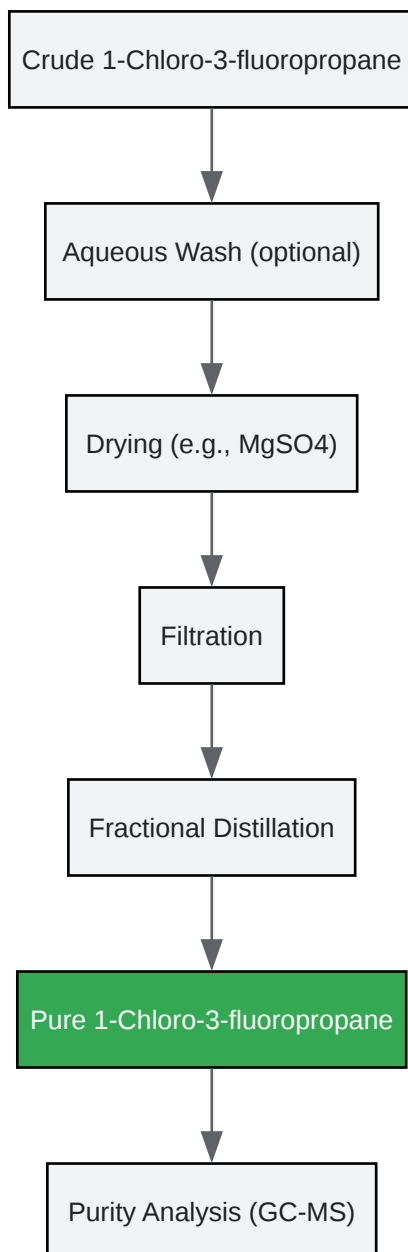 Crude 1-Chloro-3-fluoropropane
Aqueous Wash (optional)
Drying (e.g., MgSO4)
Filtration
Fractional Distillation
Pure 1-Chloro-3-fluoropropane
Purity Analysis (GC-MS)